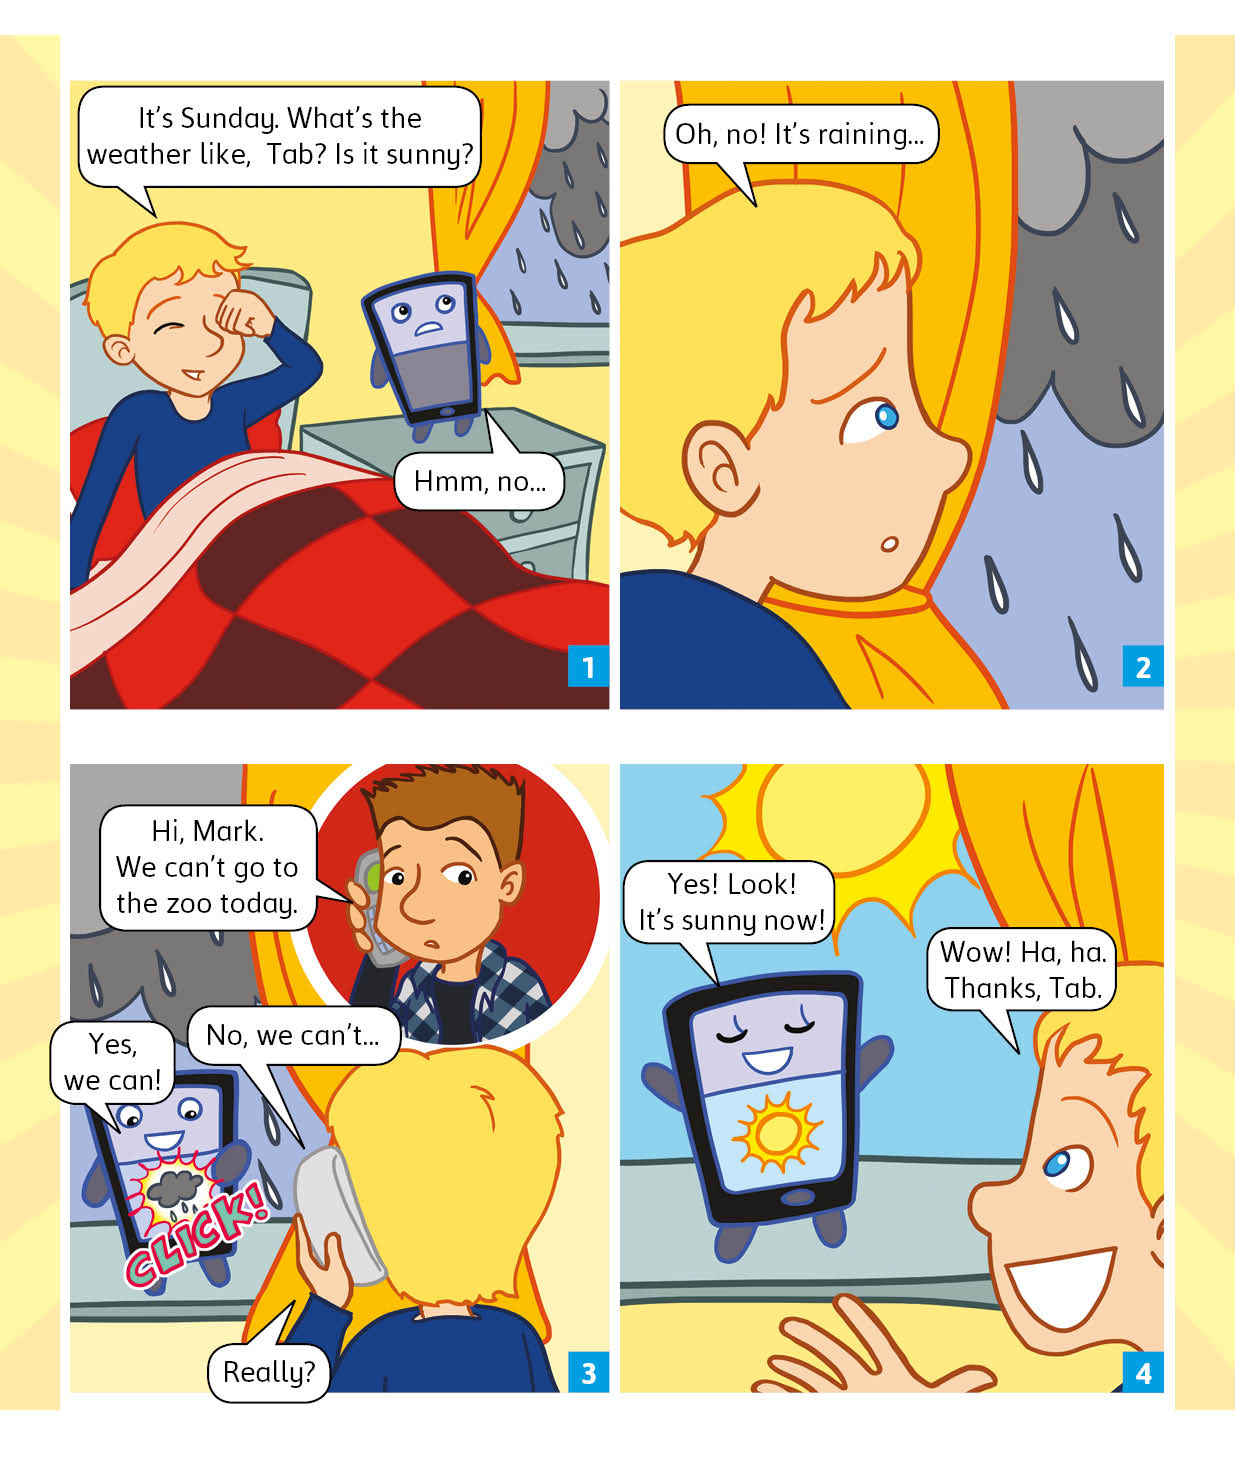 It's Sunday. What's the
weather like, Tab? Is it sunny?
Hmm, no...
1
Oh, no! It's raining...
2
Hi, Mark.
We can't go to
the zoo today.
No, we can't...
Yes,
we can!
CLICK!
Really?
3
Yes! Look!
It's sunny now!
Wow! Ha, ha.
Thanks, Tab.
4